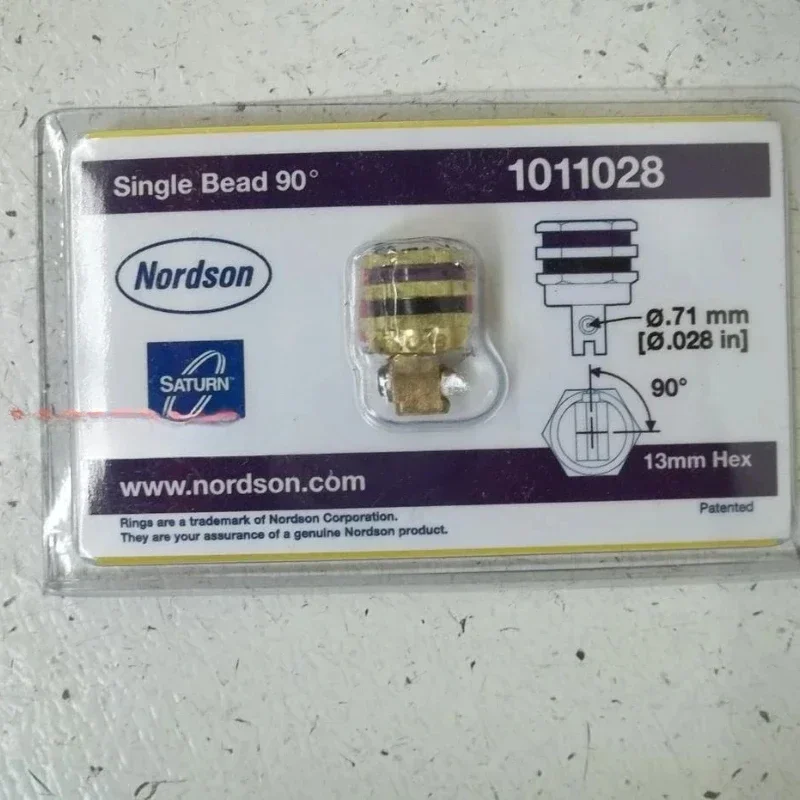 Single Bead 90°
1011028
Nordson
SATURN™
Ø.71 mm
[Ø.028 in]
90°
13mm Hex
www.nordson.com
Patented
Rings are a trademark of Nordson Corporation.
They are your assurance of a genuine Nordson product.